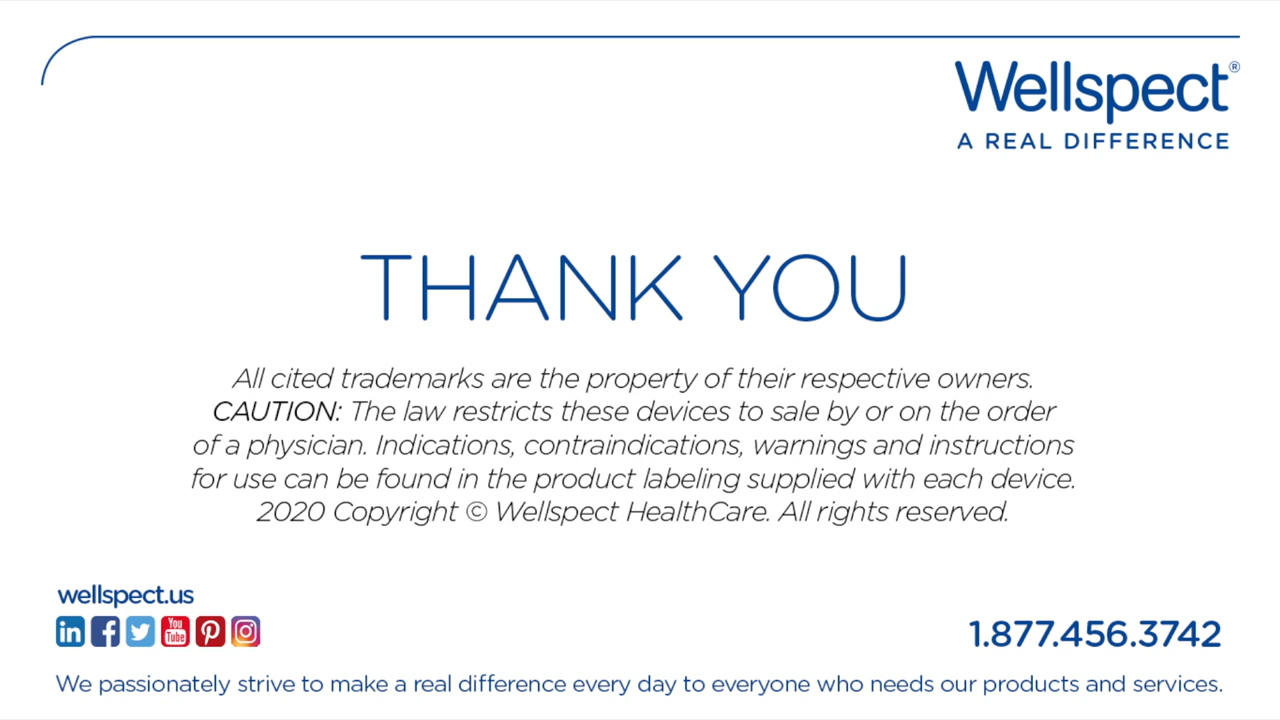 Wellspect®
A REAL DIFFERENCE
THANK YOU
All cited trademarks are the property of their respective owners.
CAUTION: The law restricts these devices to sale by or on the order
of a physician. Indications, contraindications, warnings and instructions
for use can be found in the product labeling supplied with each device.
2020 Copyright © Wellspect HealthCare. All rights reserved.
wellspect.us
in f You Tube
1.877.456.3742
We passionately strive to make a real difference every day to everyone who needs our products and services.